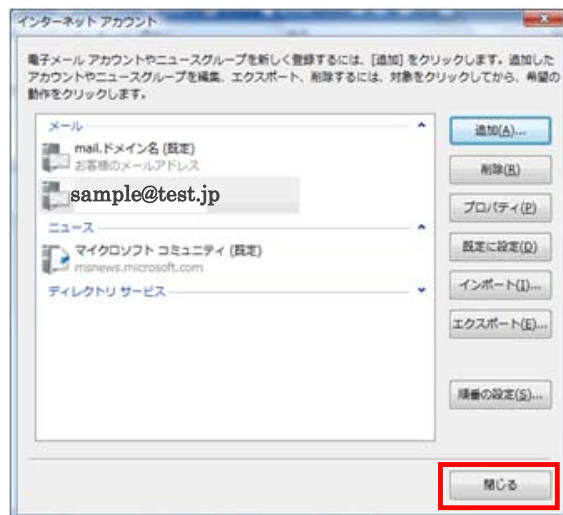 インターネット アカウント
電子メール アカウントやニュースグループを新しく登録するには、[追加] をクリックします。追加した
アカウントやニュースグループを編集、エクスポート、削除するには、対象をクリックしてから、希望の
動作をクリックします。
メール
mail.ドメイン名 (既定)
お客様のメールアドレス
sample@test.jp
ニュース
マイクロソフト コミュニティ (既定)
msnews.microsoft.com
ディレクトリ サービス
追加(A)...
削除(R)
プロパティ(P)
既定に設定(D)
インポート(I)...
エクスポート(E)...
順番の設定(S)...
閉じる